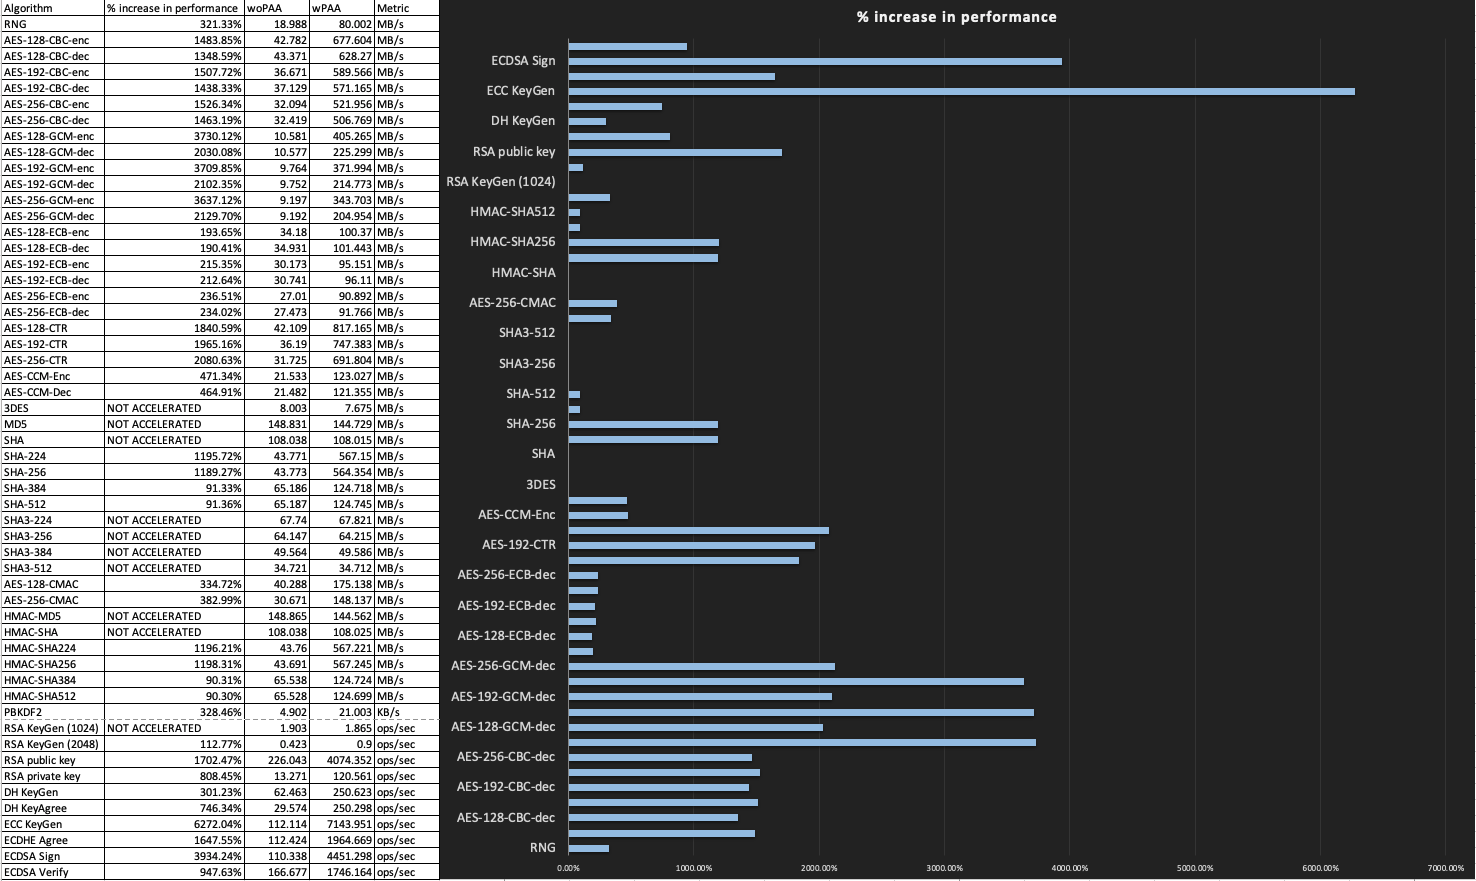 Algorithm % increase in performance woPAA wPAA Metric
RNG 321.33% 18.988 80.002 MB/s
AES-128-CBC-enc 1483.85% 42.782 677.604 MB/s
AES-128-CBC-dec 1348.59% 43.371 628.27 MB/s
AES-192-CBC-enc 1507.72% 36.671 589.566 MB/s
AES-192-CBC-dec 1438.33% 37.129 571.165 MB/s
AES-256-CBC-enc 1526.34% 32.094 521.956 MB/s
AES-256-CBC-dec 1463.19% 32.419 506.769 MB/s
AES-128-GCM-enc 3730.12% 10.581 405.265 MB/s
AES-128-GCM-dec 2030.08% 10.577 225.299 MB/s
AES-192-GCM-enc 3709.85% 9.764 371.994 MB/s
AES-192-GCM-dec 2102.35% 9.752 214.773 MB/s
AES-256-GCM-enc 3637.12% 9.197 343.703 MB/s
AES-256-GCM-dec 2129.70% 9.192 204.954 MB/s
AES-128-ECB-enc 193.65% 34.18 100.37 MB/s
AES-128-ECB-dec 190.41% 34.931 101.443 MB/s
AES-192-ECB-enc 215.35% 30.173 95.151 MB/s
AES-192-ECB-dec 212.64% 30.741 96.11 MB/s
AES-256-ECB-enc 236.51% 27.01 90.892 MB/s
AES-256-ECB-dec 234.02% 27.473 91.766 MB/s
AES-128-CTR 1840.59% 42.109 817.165 MB/s
AES-192-CTR 1965.16% 36.19 747.383 MB/s
AES-256-CTR 2080.63% 31.725 691.804 MB/s
AES-CCM-Enc 471.34% 21.533 123.027 MB/s
AES-CCM-Dec 464.91% 21.482 121.355 MB/s
3DES NOT ACCELERATED 8.003 7.675 MB/s
MD5 NOT ACCELERATED 148.831 144.729 MB/s
SHA NOT ACCELERATED 108.038 108.015 MB/s
SHA-224 1195.72% 43.771 567.15 MB/s
SHA-256 1189.27% 43.773 564.354 MB/s
SHA-384 91.33% 65.186 124.718 MB/s
SHA-512 91.36% 65.187 124.745 MB/s
SHA3-224 NOT ACCELERATED 67.74 67.821 MB/s
SHA3-256 NOT ACCELERATED 64.147 64.215 MB/s
SHA3-384 NOT ACCELERATED 49.564 49.586 MB/s
SHA3-512 NOT ACCELERATED 34.721 34.712 MB/s
AES-128-CMAC 334.72% 40.288 175.138 MB/s
AES-256-CMAC 382.99% 30.671 148.137 MB/s
HMAC-MD5 NOT ACCELERATED 148.865 144.562 MB/s
HMAC-SHA NOT ACCELERATED 108.038 108.025 MB/s
HMAC-SHA224 1196.21% 43.76 567.221 MB/s
HMAC-SHA256 1198.31% 43.691 567.245 MB/s
HMAC-SHA384 90.31% 65.538 124.724 MB/s
HMAC-SHA512 90.30% 65.528 124.699 MB/s
PBKDF2 328.46% 4.902 21.003 KB/s
RSA KeyGen (1024) NOT ACCELERATED 1.903 1.865 ops/sec
RSA KeyGen (2048) 112.77% 0.423 0.9 ops/sec
RSA public key 1702.47% 226.043 4074.352 ops/sec
RSA private key 808.45% 13.271 120.561 ops/sec
DH KeyGen 301.23% 62.463 250.623 ops/sec
DH KeyAgree 746.34% 29.574 250.298 ops/sec
ECC KeyGen 6272.04% 112.114 7143.951 ops/sec
ECDHE Agree 1647.55% 112.424 1964.669 ops/sec
ECDSA Sign 3934.24% 110.338 4451.298 ops/sec
ECDSA Verify 947.63% 166.677 1746.164 ops/sec
% increase in performance
ECDSA Sign
ECC KeyGen
DH KeyGen
RSA public key
RSA KeyGen (1024)
HMAC-SHA512
HMAC-SHA256
HMAC-SHA
AES-256-CMAC
SHA3-512
SHA3-256
SHA-512
SHA-256
SHA
3DES
AES-CCM-Enc
AES-192-CTR
AES-256-ECB-dec
AES-192-ECB-dec
AES-128-ECB-dec
AES-256-GCM-dec
AES-192-GCM-dec
AES-128-GCM-dec
AES-256-CBC-dec
AES-192-CBC-dec
AES-128-CBC-dec
RNG
0.00% 1000.00% 2000.00% 3000.00% 4000.00% 5000.00% 6000.00% 7000.00%